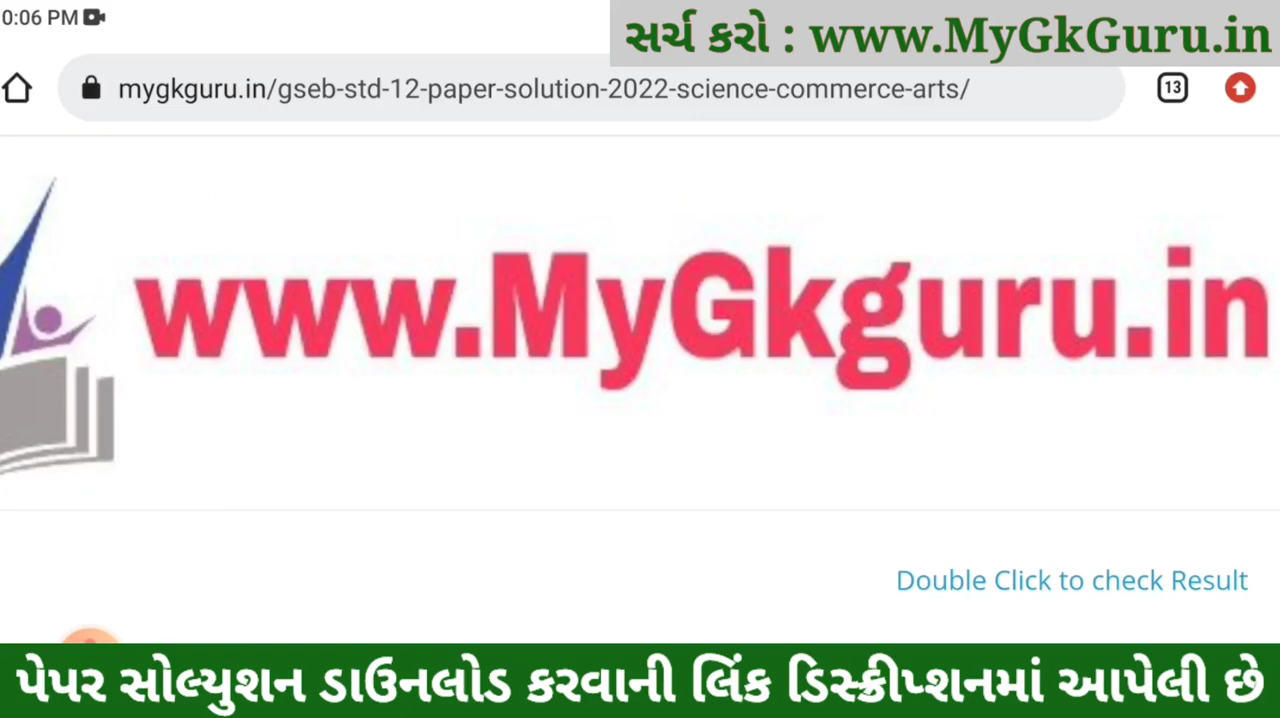 0:06 PM
સર્ચ કરો : www.MyGkGuru.in
mygkguru.in/gseb-std-12-paper-solution-2022-science-commerce-arts/
13
www.MyGkguru.in
Double Click to check Result
પેપર સોલ્યુશન ડાઉનલોડ કરવાની લિંક ડિસ્ક્રીપ્શનમાં આપેલી છે